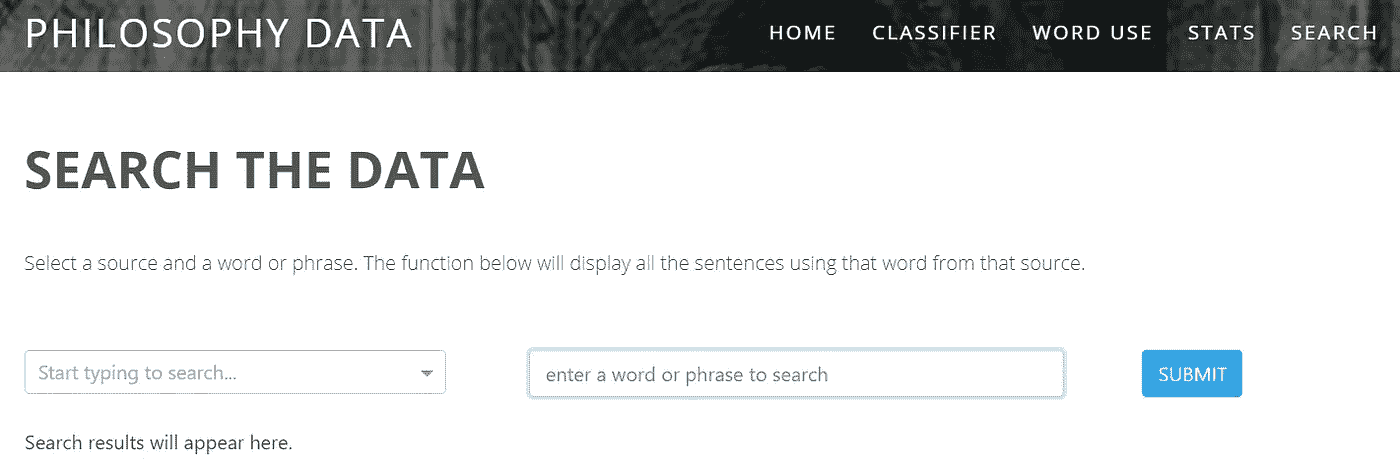 PHILOSOPHY DATA HOME CLASSIFIER WORD USE STATS SEARCH
SEARCH THE DATA
Select a source and a word or phrase. The function below will display all the sentences using that word from that source.
Start typing to search... enter a word or phrase to search SUBMIT
Search results will appear here.